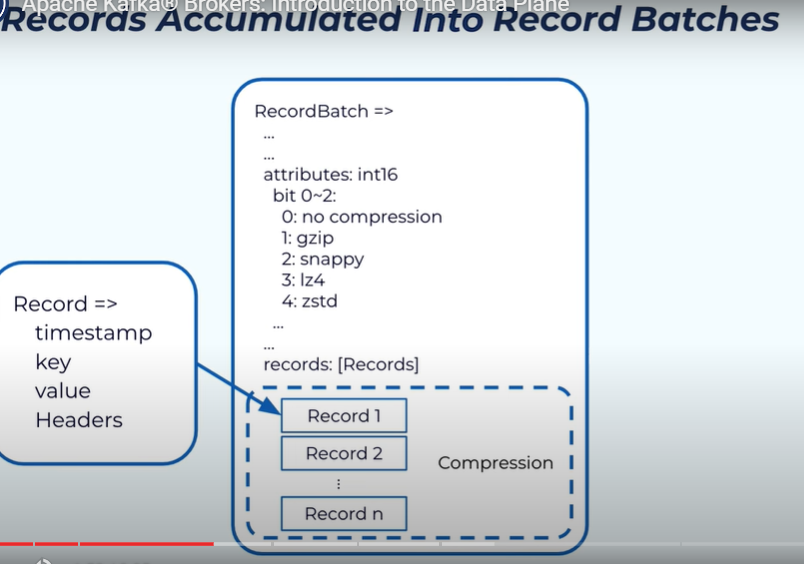 Apache Kafka® Brokers: Introduction to the Data Plane
Records Accumulated Into Record Batches
RecordBatch =>
...
...
attributes: int16
bit 0~2:
0: no compression
1: gzip
2: snappy
3: lz4
4: zstd
...
...
records: [Records]
Record =>
timestamp
key
value
Headers
Record 1
Record 2
⋮
Record n
Compression